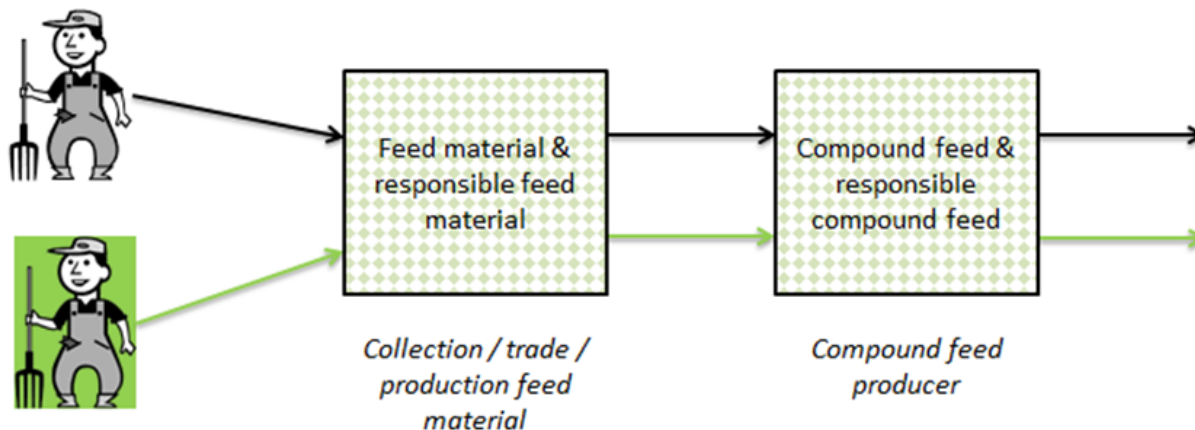 Feed material &
responsible feed
material
Compound feed &
responsible
compound feed
Collection / trade /
production feed
material
Compound feed
producer